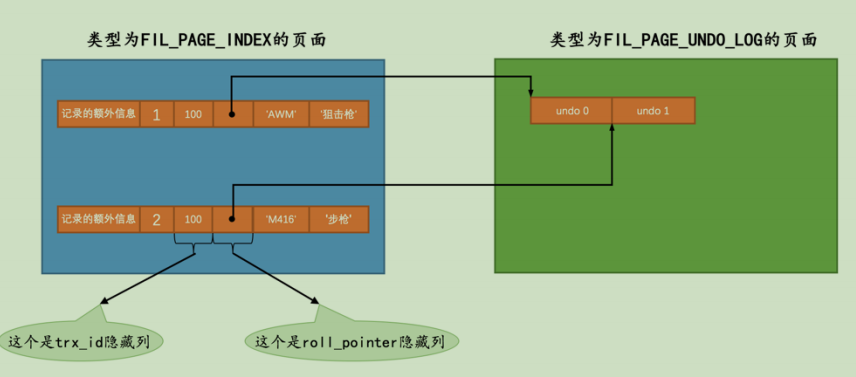 类型为FIL_PAGE_INDEX的页面
类型为FIL_PAGE_UNDO_LOG的页面
记录的额外信息 1 100 'AWM' '狙击枪'
undo 0 undo 1
记录的额外信息 2 100 'M416' '步枪'
这个是trx_id隐藏列
这个是roll_pointer隐藏列